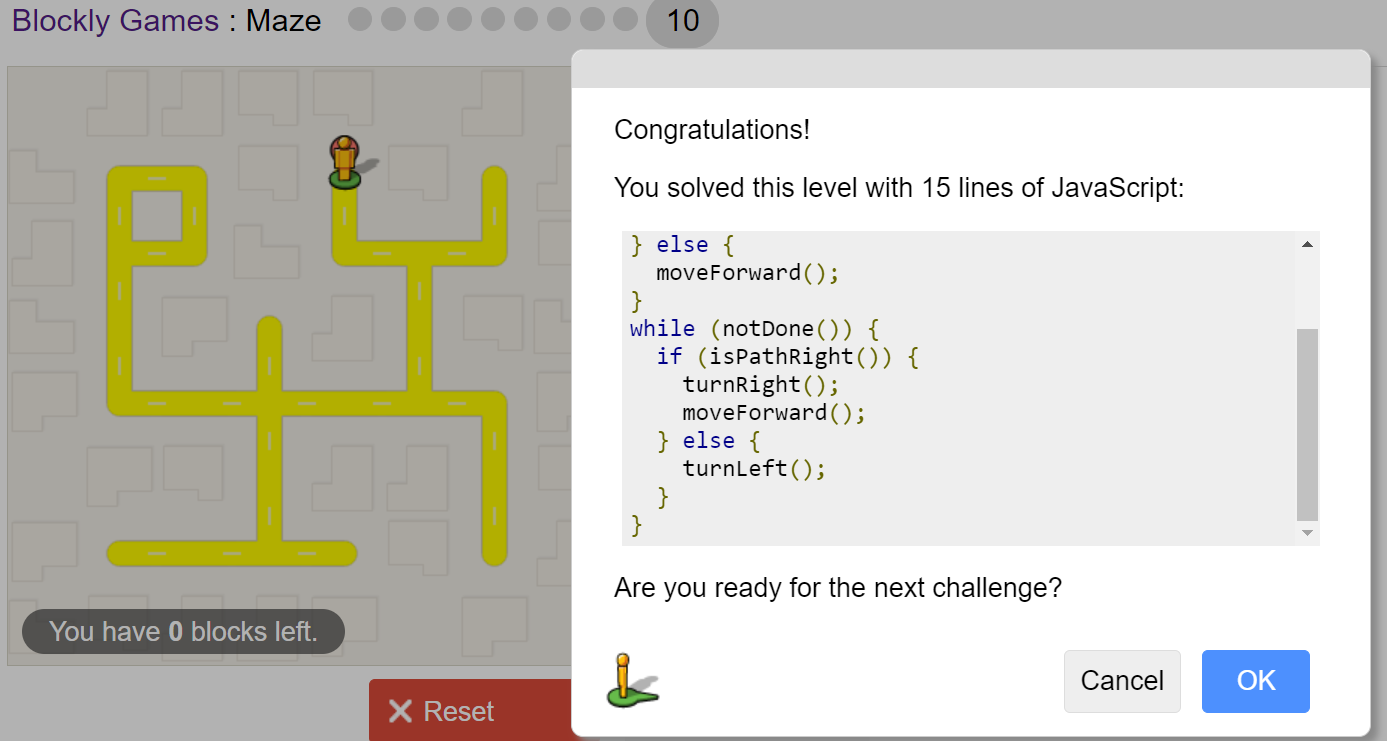 Blockly Games : Maze 10
Congratulations!
You solved this level with 15 lines of JavaScript:
} else {
  moveForward();
}
while (notDone()) {
  if (isPathRight()) {
    turnRight();
    moveForward();
  } else {
    turnLeft();
  }
}
Are you ready for the next challenge?
You have 0 blocks left.
Cancel OK
Reset